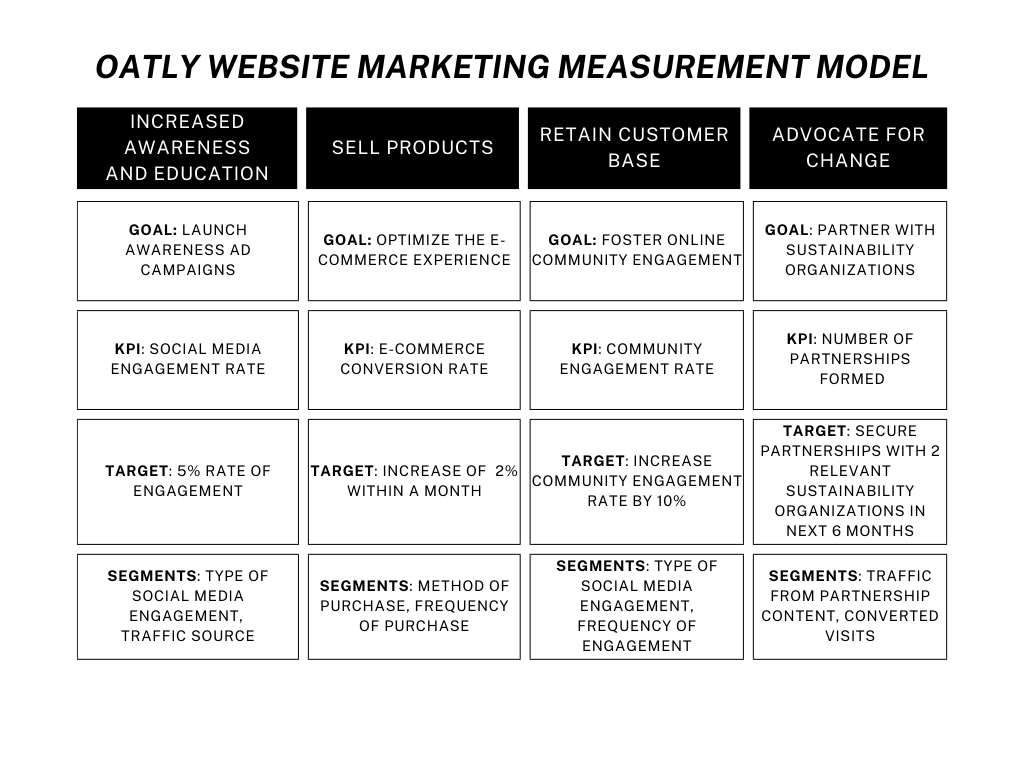 OATLY WEBSITE MARKETING MEASUREMENT MODEL
INCREASED
AWARENESS
AND EDUCATION
SELL PRODUCTS
RETAIN CUSTOMER
BASE
ADVOCATE FOR
CHANGE
GOAL: LAUNCH
AWARENESS AD
CAMPAIGNS
GOAL: OPTIMIZE THE E-
COMMERCE EXPERIENCE
GOAL: FOSTER ONLINE
COMMUNITY ENGAGEMENT
GOAL: PARTNER WITH
SUSTAINABILITY
ORGANIZATIONS
KPI: SOCIAL MEDIA
ENGAGEMENT RATE
KPI: E-COMMERCE
CONVERSION RATE
KPI: COMMUNITY
ENGAGEMENT RATE
KPI: NUMBER OF
PARTNERSHIPS
FORMED
TARGET: 5% RATE OF
ENGAGEMENT
TARGET: INCREASE OF 2%
WITHIN A MONTH
TARGET: INCREASE
COMMUNITY ENGAGEMENT
RATE BY 10%
TARGET: SECURE
PARTNERSHIPS WITH 2
RELEVANT
SUSTAINABILITY
ORGANIZATIONS IN
NEXT 6 MONTHS
SEGMENTS: TYPE OF
SOCIAL MEDIA
ENGAGEMENT,
TRAFFIC SOURCE
SEGMENTS: METHOD OF
PURCHASE, FREQUENCY
OF PURCHASE
SEGMENTS: TYPE OF
SOCIAL MEDIA
ENGAGEMENT,
FREQUENCY OF
ENGAGEMENT
SEGMENTS: TRAFFIC
FROM PARTNERSHIP
CONTENT, CONVERTED
VISITS